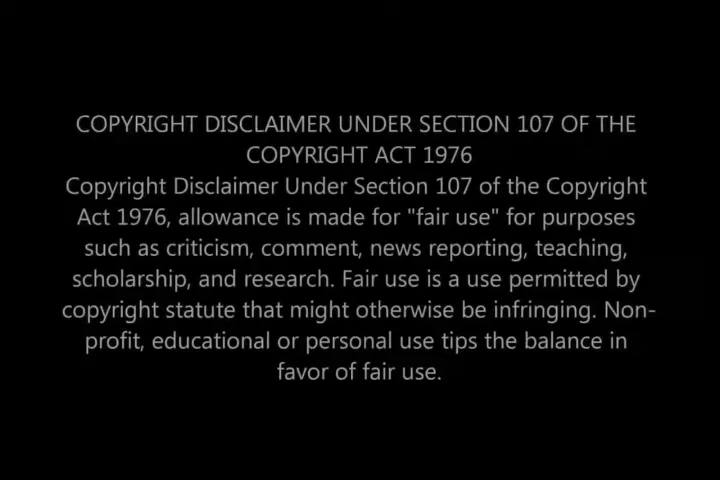 COPYRIGHT DISCLAIMER UNDER SECTION 107 OF THE
COPYRIGHT ACT 1976
Copyright Disclaimer Under Section 107 of the Copyright
Act 1976, allowance is made for "fair use" for purposes
such as criticism, comment, news reporting, teaching,
scholarship, and research. Fair use is a use permitted by
copyright statute that might otherwise be infringing. Non-
profit, educational or personal use tips the balance in
favor of fair use.